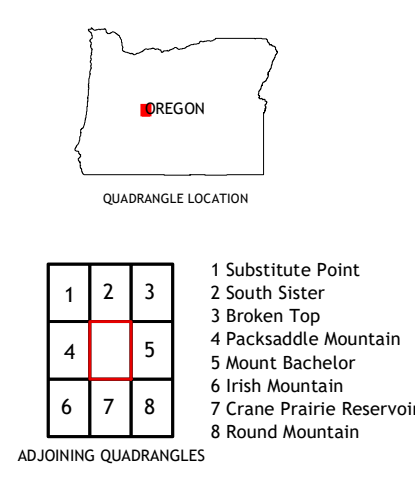 OREGON
QUADRANGLE LOCATION
1 2 3
4 5
6 7 8
1 Substitute Point
2 South Sister
3 Broken Top
4 Packsaddle Mountain
5 Mount Bachelor
6 Irish Mountain
7 Crane Prairie Reservoir
8 Round Mountain
ADJOINING QUADRANGLES